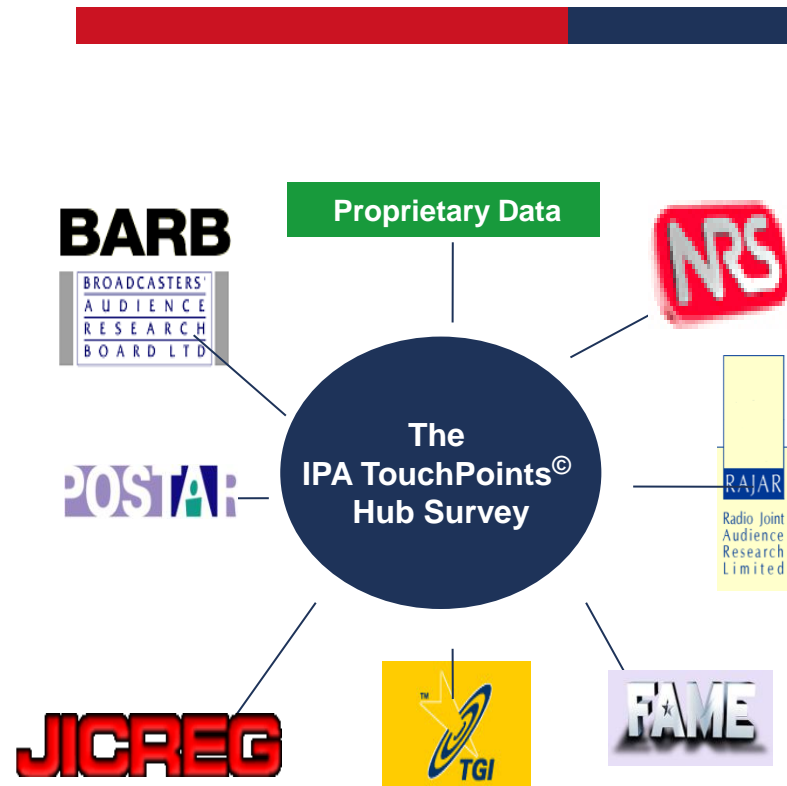 Proprietary Data
BARB
BROADCASTERS'
AUDIENCE
RESEARCH
BOARD LTD
NRS
The
IPA TouchPoints©
Hub Survey
POSTAR
RAJAR
Radio Joint
Audience
Research
Limited
JICREG
TM
TGI
FAME